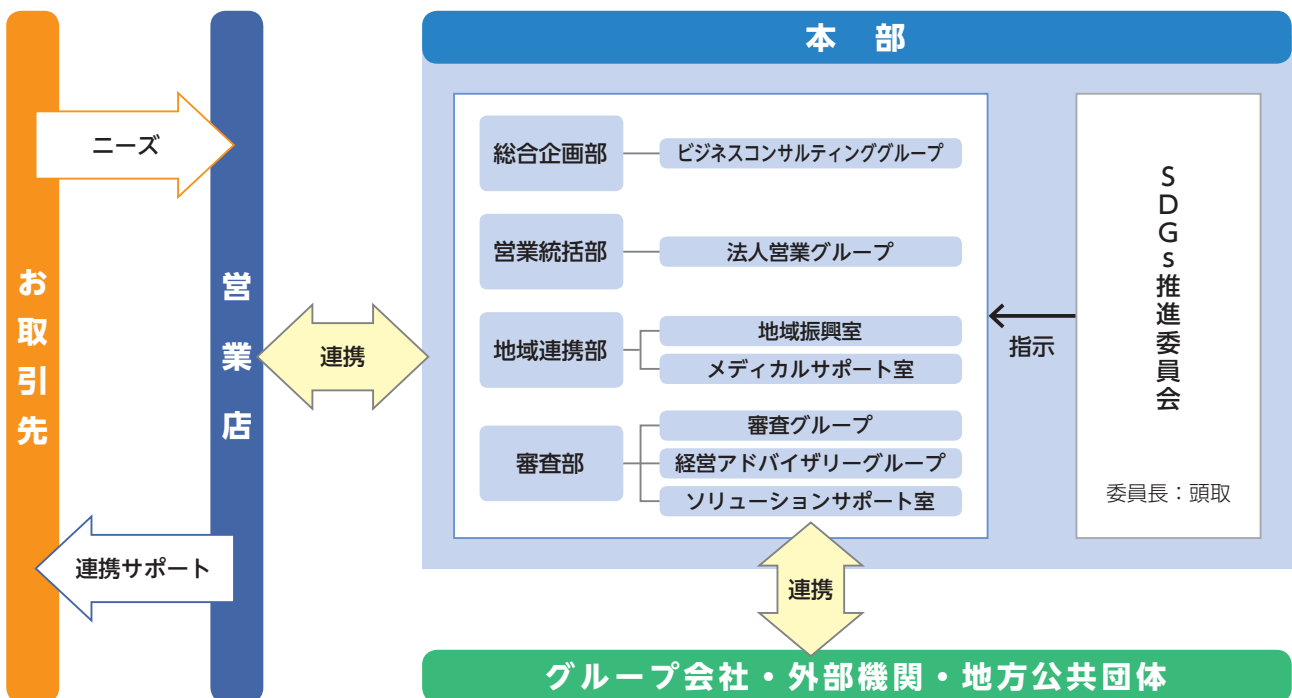 お取引先
営業店
ニーズ
連携サポート
連携
本 部
総合企画部
ビジネスコンサルティンググループ
営業統括部
法人営業グループ
地域連携部
地域振興室
メディカルサポート室
審査部
審査グループ
経営アドバイザリーグループ
ソリューションサポート室
指示
SDGs推進委員会
委員長：頭取
連携
グループ会社・外部機関・地方公共団体